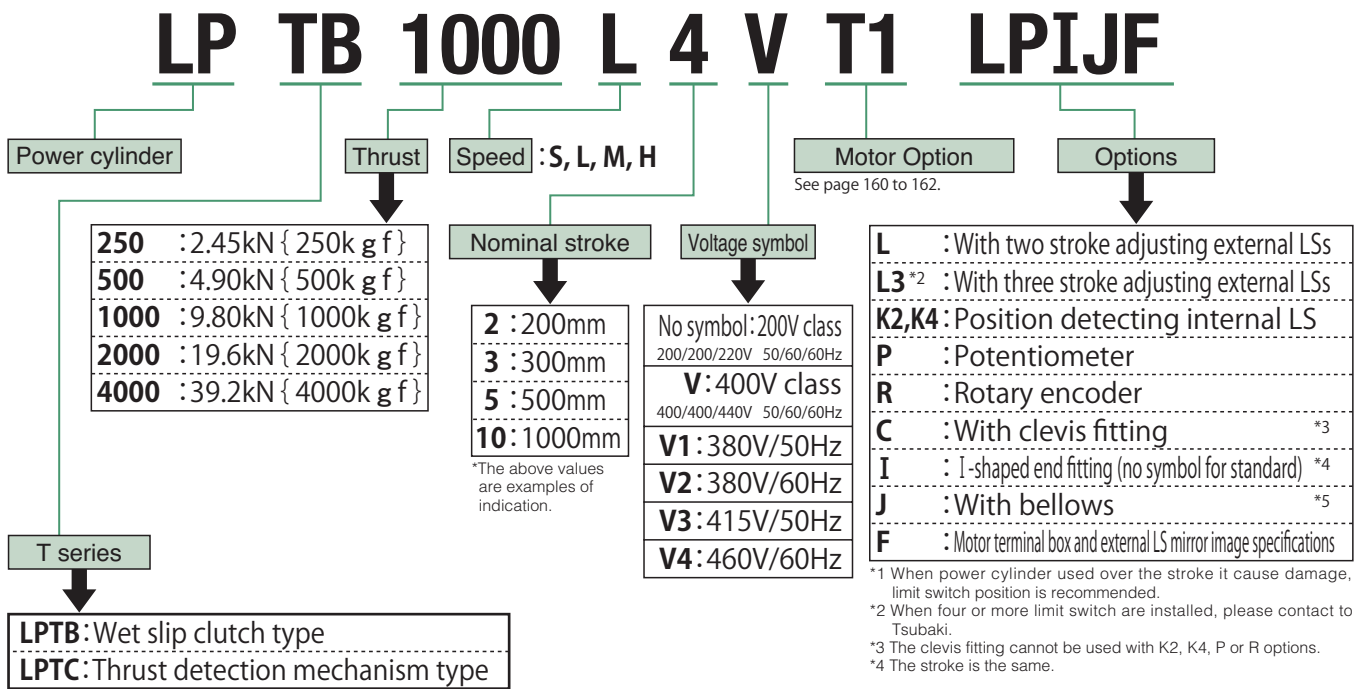 LP TB 1000 L 4 V T1 LPIJF
Power cylinder
Thrust
Speed :S, L, M, H
Motor Option
See page 160 to 162.
Options
250 :2.45kN { 250k g f }
500 :4.90kN { 500k g f }
1000 :9.80kN { 1000k g f }
2000 :19.6kN { 2000k g f }
4000 :39.2kN { 4000k g f }
Nominal stroke
2 :200mm
3 :300mm
5 :500mm
10:1000mm
*The above values
are examples of
indication.
Voltage symbol
No symbol:200V class
200/200/220V 50/60/60Hz
V:400V class
400/400/440V 50/60/60Hz
V1:380V/50Hz
V2:380V/60Hz
V3:415V/50Hz
V4:460V/60Hz
L :With two stroke adjusting external LSs
L3 *2 :With three stroke adjusting external LSs
K2,K4:Position detecting internal LS
P :Potentiometer
R :Rotary encoder
C :With clevis fitting *3
I :I-shaped end fitting (no symbol for standard) *4
J :With bellows *5
F :Motor terminal box and external LS mirror image specifications
*1 When power cylinder used over the stroke it cause damage,
limit switch position is recommended.
*2 When four or more limit switch are installed, please contact to
Tsubaki.
*3 The clevis fitting cannot be used with K2, K4, P or R options.
*4 The stroke is the same.
T series
LPTB:Wet slip clutch type
LPTC:Thrust detection mechanism type